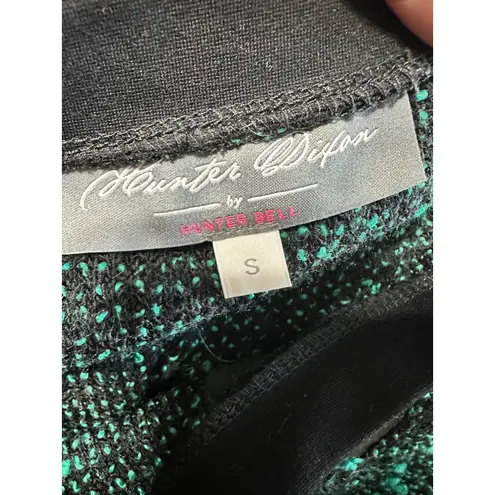 Hunter Dixon
by
HUNTER BELL
S